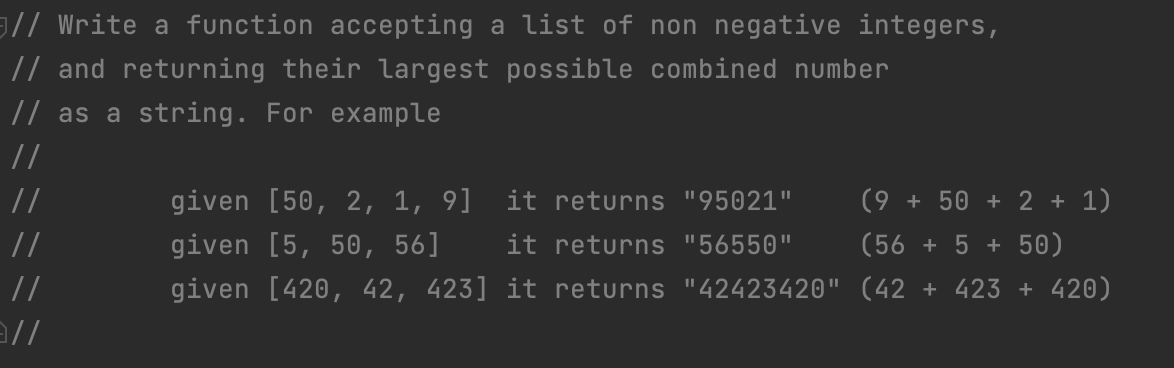 // Write a function accepting a list of non negative integers,
// and returning their largest possible combined number
// as a string. For example
//
//        given [50, 2, 1, 9]  it returns "95021"    (9 + 50 + 2 + 1)
//        given [5, 50, 56]    it returns "56550"    (56 + 5 + 50)
//        given [420, 42, 423] it returns "42423420" (42 + 423 + 420)
//